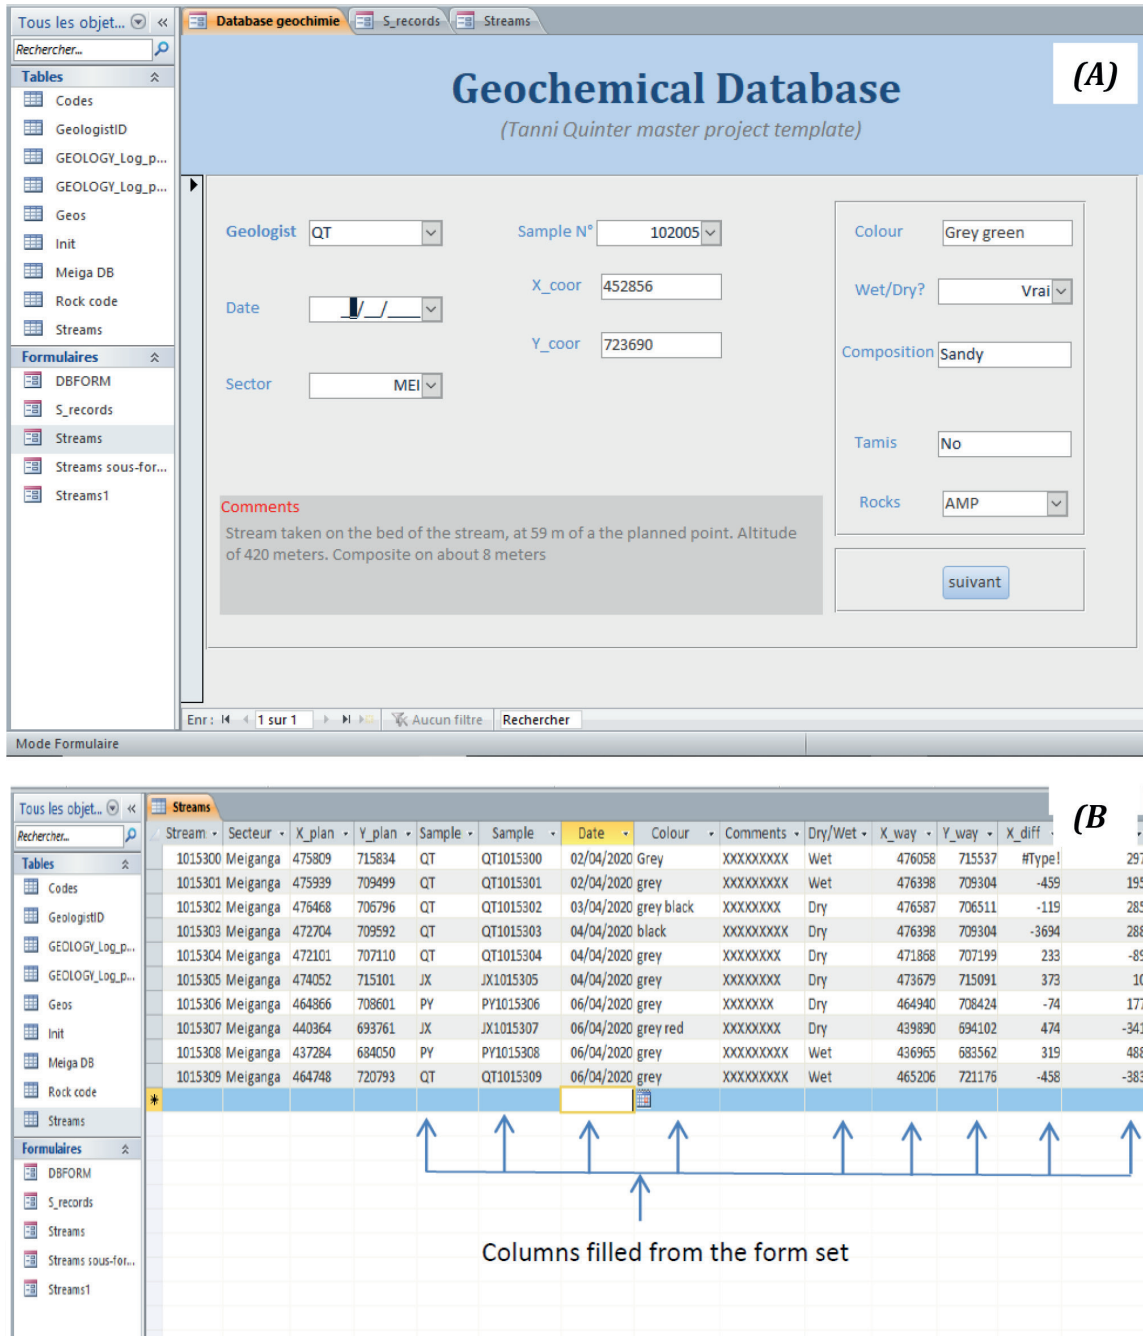 Tous les objet... «
Database geochimie S_records Streams
Rechercher...
Tables
Codes
GeologistID
GEOLOGY_Log_p...
GEOLOGY_Log_p...
Geos
Init
Meiga DB
Rock code
Streams
Formulaires
DBFORM
S_records
Streams
Streams sous-for...
Streams1
(A)
Geochemical Database
(Tanni Quinter master project template)
Geologist QT
Date __/__/____
Sector MEI
Sample N° 102005
X_coor 452856
Y_coor 723690
Colour Grey green
Wet/Dry? Vrai
Composition Sandy
Tamis No
Rocks AMP
Comments
Stream taken on the bed of the stream, at 59 m of a the planned point. Altitude
of 420 meters. Composite on about 8 meters
suivant
Enr : 1 sur 1 Aucun filtre Rechercher
Mode Formulaire
Tous les objet... «
Streams
(B
Rechercher...
Tables
Codes
GeologistID
GEOLOGY_Log_p...
GEOLOGY_Log_p...
Geos
Init
Meiga DB
Rock code
Streams
Formulaires
DBFORM
S_records
Streams
Streams sous-for...
Streams1
Stream Secteur X_plan Y_plan Sample Sample Date Colour Comments Dry/Wet X_way Y_way X_diff
1015300 Meiganga 475809 715834 QT QT1015300 02/04/2020 Grey XXXXXXXXX Wet 476058 715537 #Type! 297
1015301 Meiganga 475939 709499 QT QT1015301 02/04/2020 grey XXXXXXXXX Wet 476398 709304 -459 195
1015302 Meiganga 476468 706796 QT QT1015302 03/04/2020 grey black XXXXXXXX Dry 476587 706511 -119 285
1015303 Meiganga 472704 709592 QT QT1015303 04/04/2020 black XXXXXXXX Dry 476398 709304 -3694 288
1015304 Meiganga 472101 707110 QT QT1015304 04/04/2020 grey XXXXXXXX Dry 471868 707199 233 -89
1015305 Meiganga 474052 715101 JX JX1015305 04/04/2020 grey XXXXXXXX Dry 473679 715091 373 10
1015306 Meiganga 464866 708601 PY PY1015306 06/04/2020 grey XXXXXXX Dry 464940 708424 -74 177
1015307 Meiganga 440364 693761 JX JX1015307 06/04/2020 grey red XXXXXXXX Dry 439890 694102 474 -341
1015308 Meiganga 437284 684050 PY PY1015308 06/04/2020 grey XXXXXXXXX Wet 436965 683562 319 488
1015309 Meiganga 464748 720793 QT QT1015309 06/04/2020 grey XXXXXXXXX Wet 465206 721176 -458 -383
Columns filled from the form set